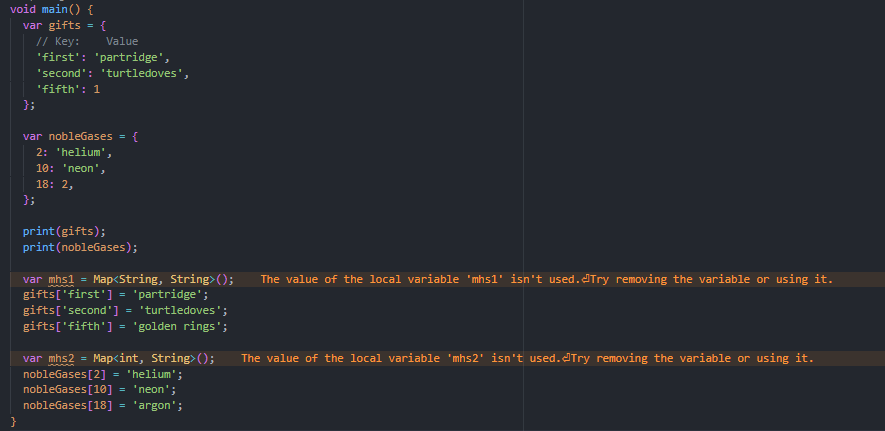 void main() {
  var gifts = {
    // Key:    Value
    'first': 'partridge',
    'second': 'turtledoves',
    'fifth': 1
  };

  var nobleGases = {
    2: 'helium',
    10: 'neon',
    18: 2,
  };

  print(gifts);
  print(nobleGases);

  var mhs1 = Map<String, String>();    The value of the local variable 'mhs1' isn't used.⏎Try removing the variable or using it.
  gifts['first'] = 'partridge';
  gifts['second'] = 'turtledoves';
  gifts['fifth'] = 'golden rings';

  var mhs2 = Map<int, String>();    The value of the local variable 'mhs2' isn't used.⏎Try removing the variable or using it.
  nobleGases[2] = 'helium';
  nobleGases[10] = 'neon';
  nobleGases[18] = 'argon';
}